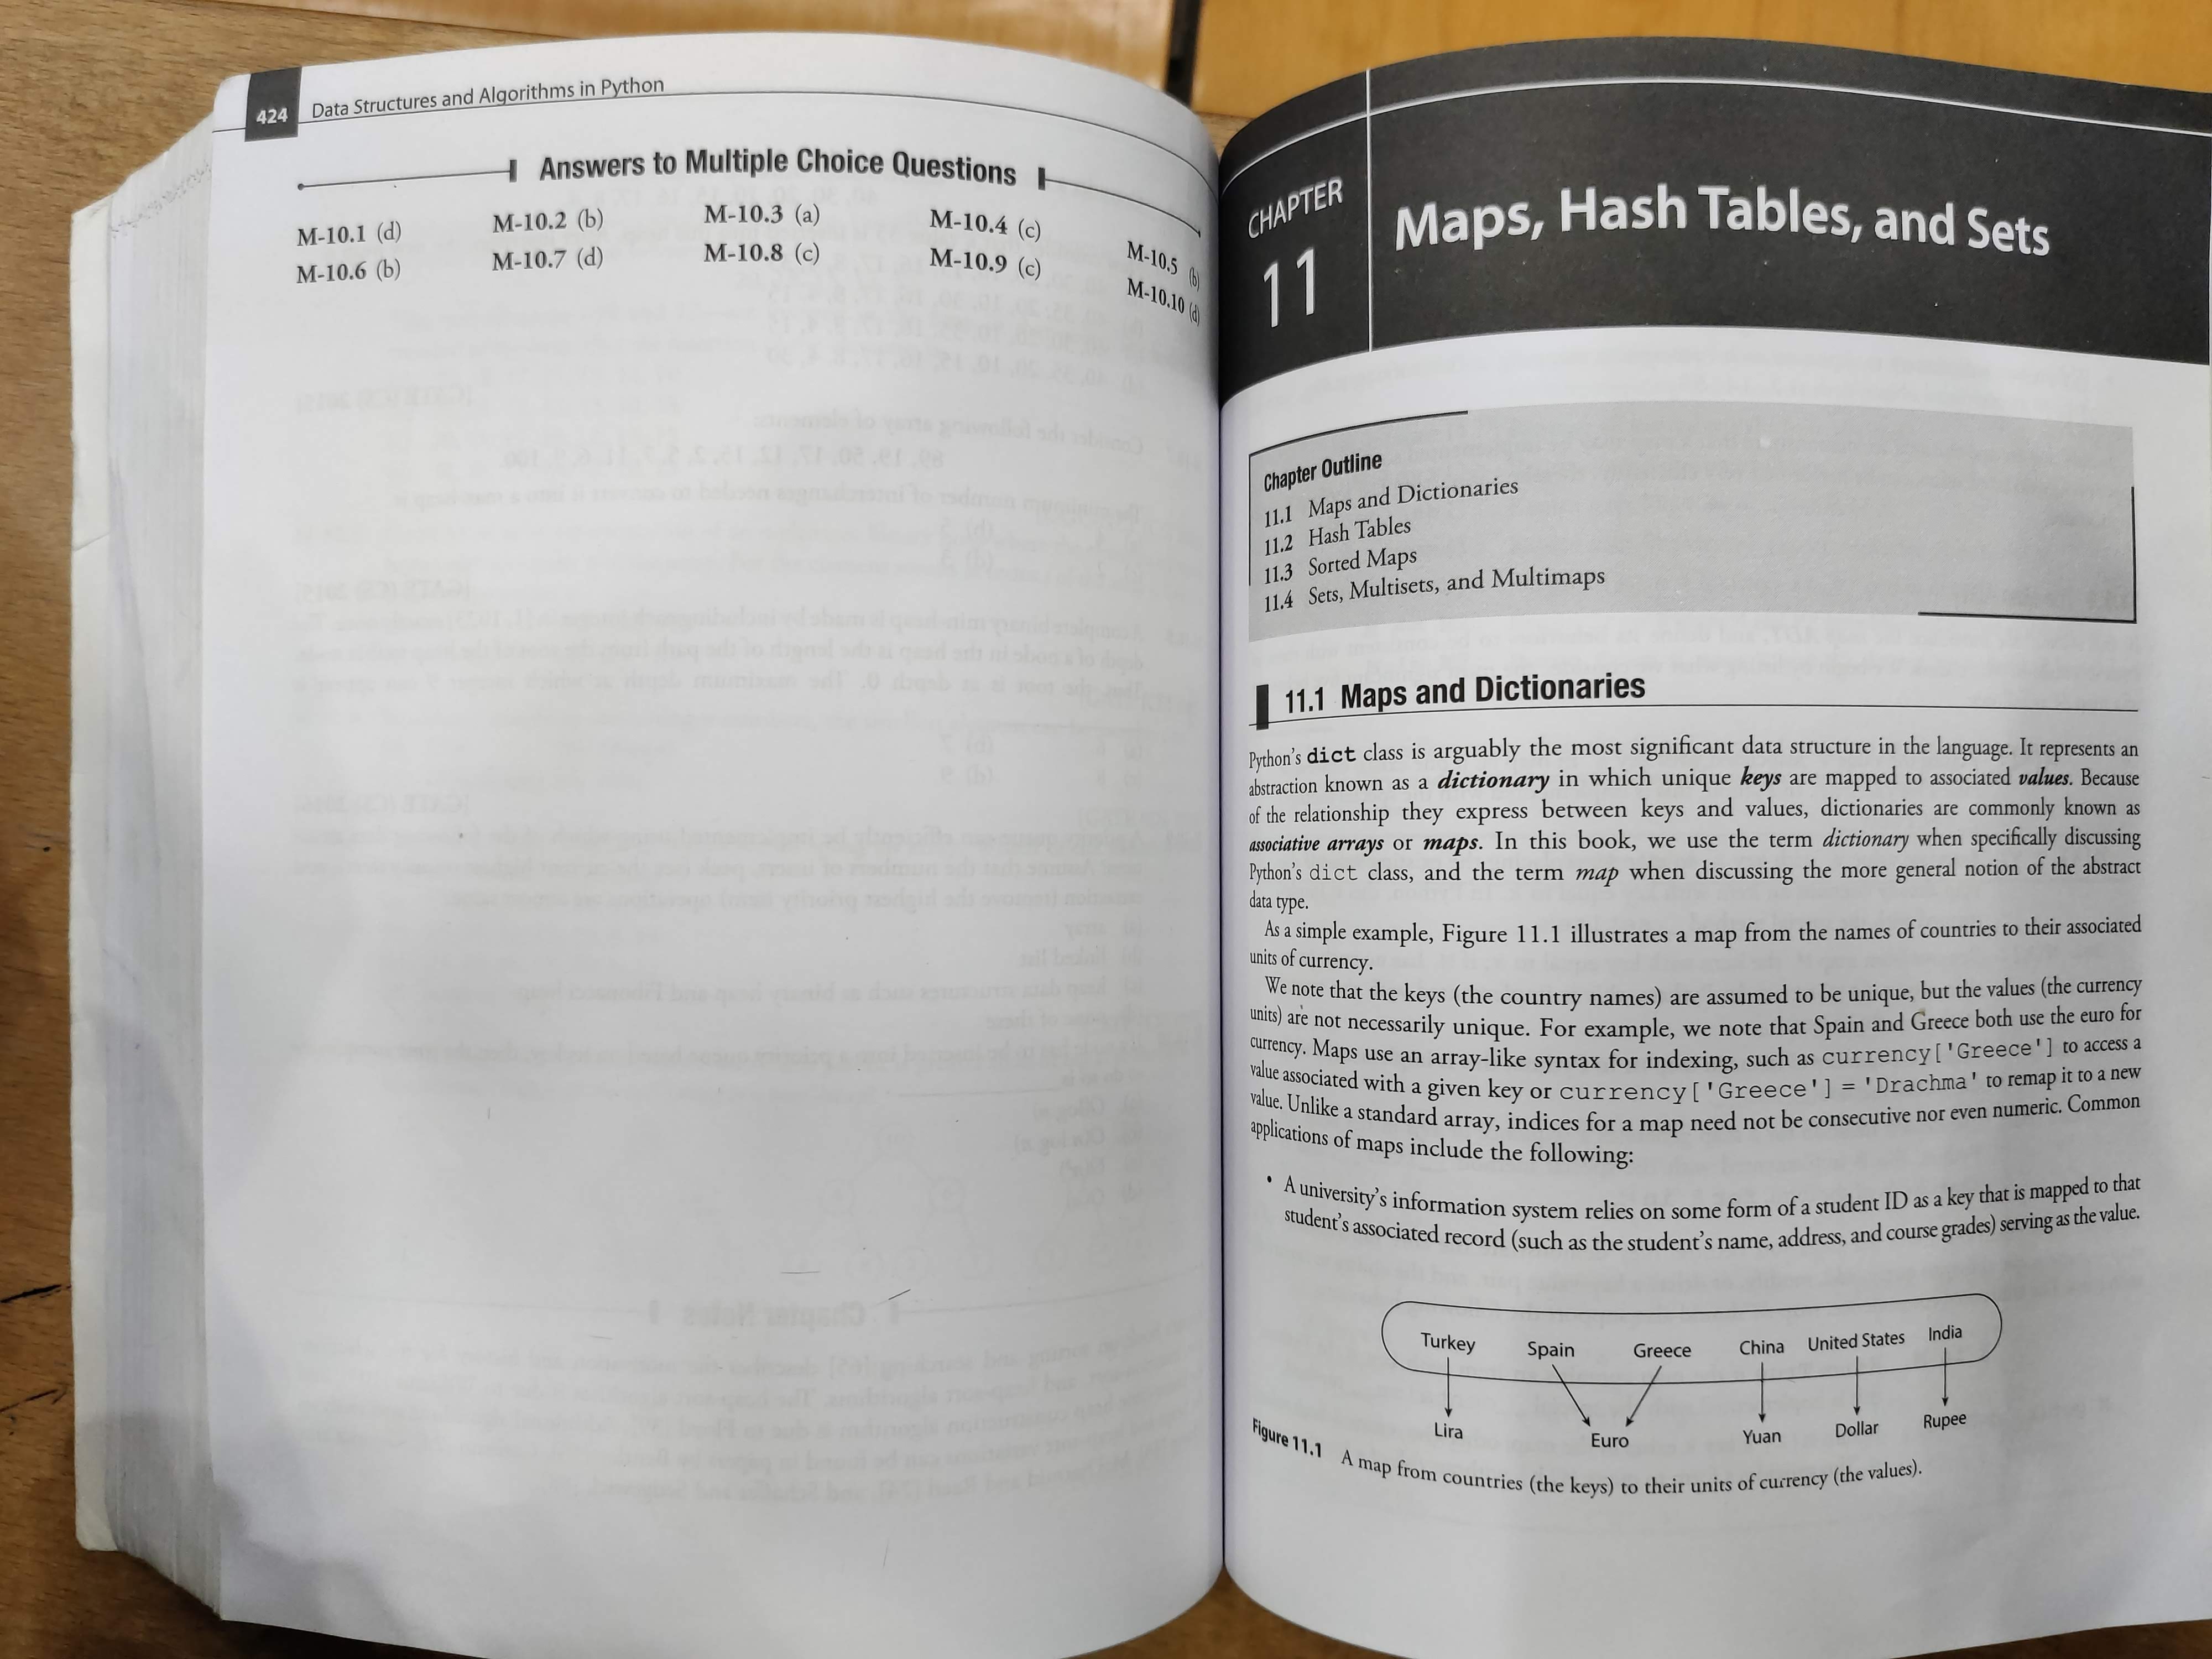 424 Data Structures and Algorithms in Python
Answers to Multiple Choice Questions
M-10.1 (d) M-10.2 (b) M-10.3 (a) M-10.4 (c) M-10.5 (b)
M-10.6 (b) M-10.7 (d) M-10.8 (c) M-10.9 (c) M-10.10 (d)
CHAPTER
11
Maps, Hash Tables, and Sets
Chapter Outline
11.1 Maps and Dictionaries
11.2 Hash Tables
11.3 Sorted Maps
11.4 Sets, Multisets, and Multimaps
11.1 Maps and Dictionaries
Python's dict class is arguably the most significant data structure in the language. It represents an
abstraction known as a dictionary in which unique keys are mapped to associated values. Because
of the relationship they express between keys and values, dictionaries are commonly known as
associative arrays or maps. In this book, we use the term dictionary when specifically discussing
Python's dict class, and the term map when discussing the more general notion of the abstract
data type.
As a simple example, Figure 11.1 illustrates a map from the names of countries to their associated
units of currency.
We note that the keys (the country names) are assumed to be unique, but the values (the currency
units) are not necessarily unique. For example, we note that Spain and Greece both use the euro for
currency. Maps use an array-like syntax for indexing, such as currency['Greece'] to access a
value associated with a given key or currency['Greece'] = 'Drachma' to remap it to a new
value. Unlike a standard array, indices for a map need not be consecutive nor even numeric. Common
applications of maps include the following:
• A university's information system relies on some form of a student ID as a key that is mapped to that
student's associated record (such as the student's name, address, and course grades) serving as the value.
Turkey Spain Greece China United States India
Lira Euro Yuan Dollar Rupee
Figure 11.1 A map from countries (the keys) to their units of currency (the values).